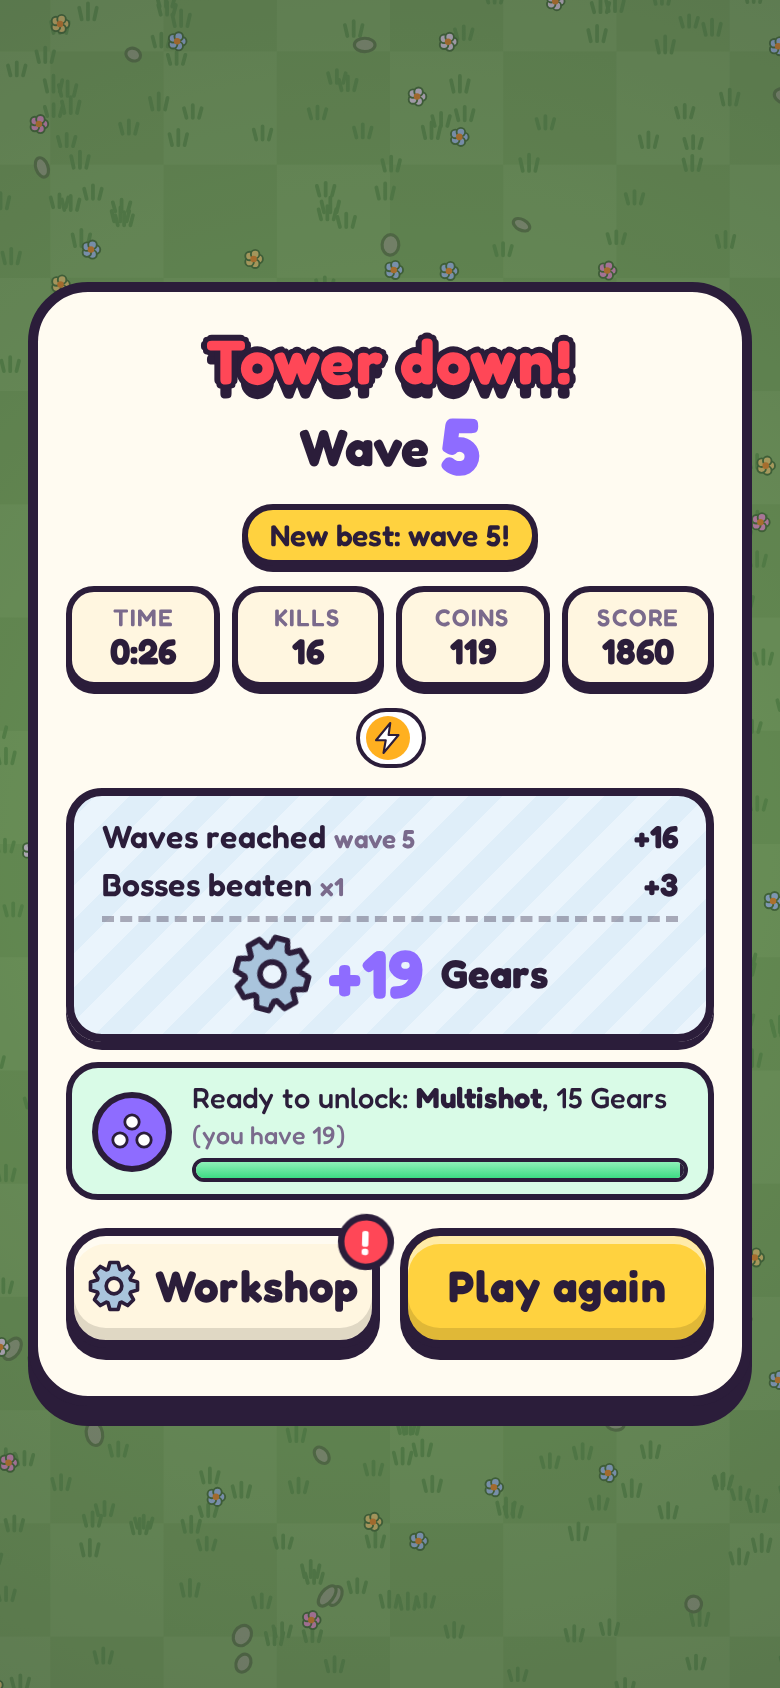 Tower down!
Wave 5
New best: wave 5!
TIME KILLS COINS SCORE
0:26 16 119 1860
Waves reached wave 5 +16
Bosses beaten x1 +3
+19 Gears
Ready to unlock: Multishot, 15 Gears
(you have 19)
!
Workshop Play again